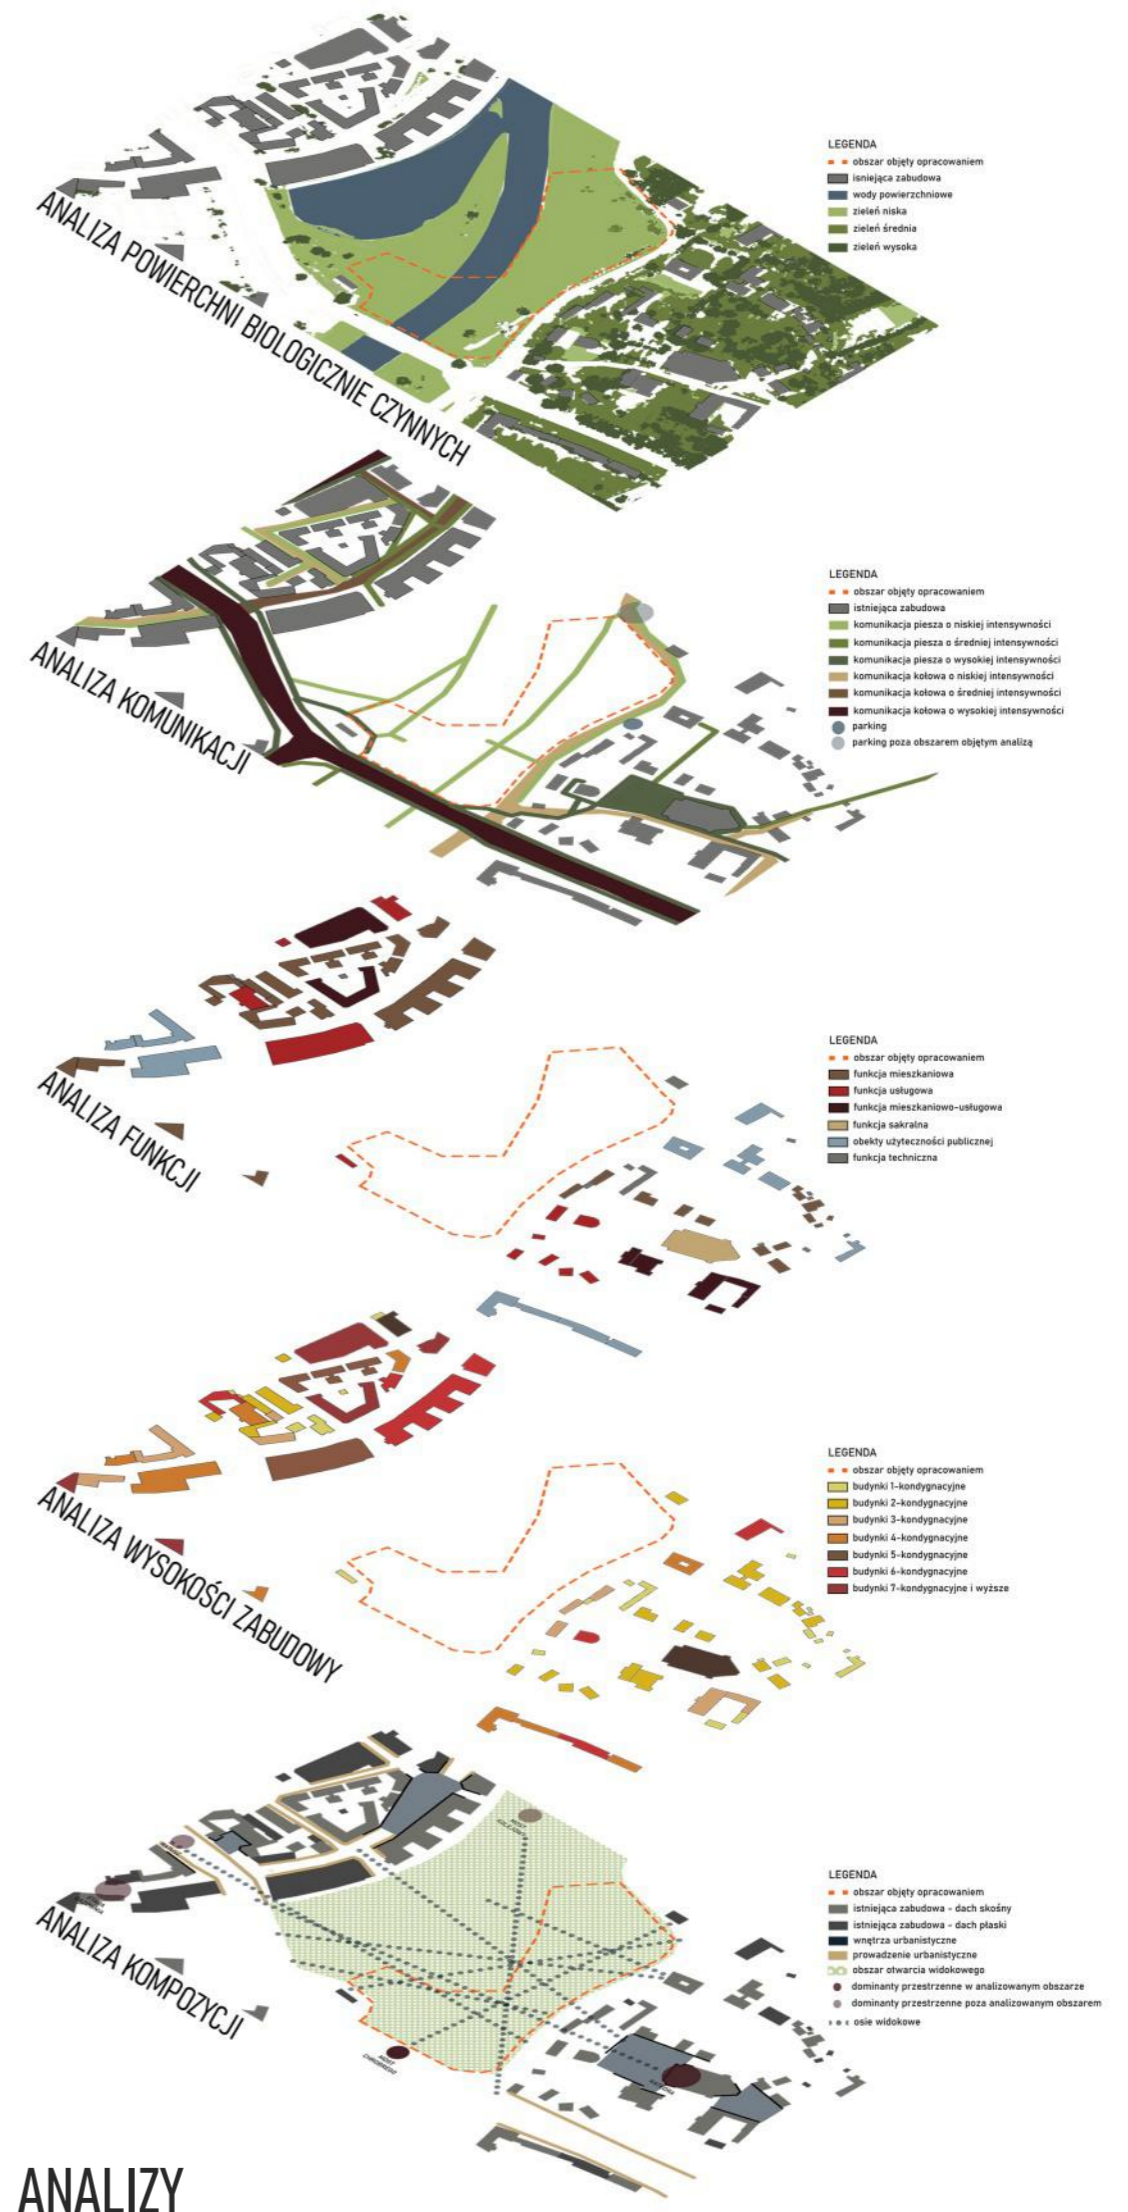 LEGENDA
obszar objęty opracowaniem
isniejąca zabudowa
wody powierzchniowe
zieleń niska
zieleń średnia
zieleń wysoka
ANALIZA POWIERCHNI BIOLOGICZNIE CZYNNYCH
LEGENDA
obszar objęty opracowaniem
istniejąca zabudowa
komunikacja piesza o niskiej intensywności
komunikacja piesza o średniej intensywności
komunikacja piesza o wysokiej intensywności
komunikacja kołowa o niskiej intensywności
komunikacja kołowa o średniej intensywności
komunikacja kołowa o wysokiej intensywności
parking
parking poza obszarem objętym analizą
ANALIZA KOMUNIKACJI
LEGENDA
obszar objęty opracowaniem
funkcja mieszkaniowa
funkcja usługowa
funkcja mieszkaniowo-usługowa
funkcja sakralna
obekty użyteczności publicznej
funkcja techniczna
ANALIZA FUNKCJI
LEGENDA
obszar objęty opracowaniem
budynki 1-kondygnacyjne
budynki 2-kondygnacyjne
budynki 3-kondygnacyjne
budynki 4-kondygnacyjne
budynki 5-kondygnacyjne
budynki 6-kondygnacyjne
budynki 7-kondygnacyjne i wyższe
ANALIZA WYSOKOŚCI ZABUDOWY
MOST
KOLEJOWY
LEGENDA
obszar objęty opracowaniem
istniejąca zabudowa - dach skośny
istniejąca zabudowa - dach płaski
wnętrza urbanistyczne
prowadzenie urbanistyczne
obszar otwarcia widokowego
dominanty przestrzenne w analizowanym obszarze
dominanty przestrzenne poza analizowanym obszarem
osie widokowe
ANALIZA KOMPOZYCJI
MOST
CHROBREGO
KATEDRA
ANALIZY